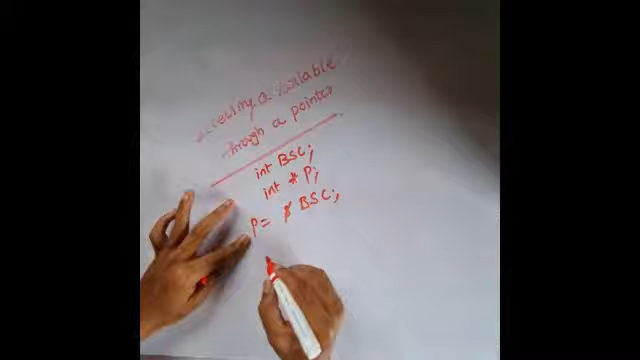 Accessing a Variable
through a pointer
int BSC;
int * P;
P = & BSC;